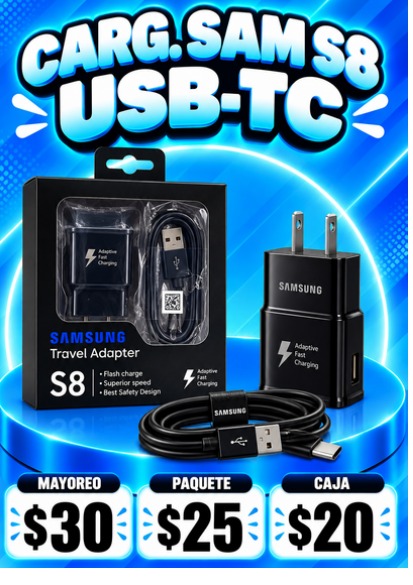 CARG. SAM S8
USB-TC
Adaptive
Fast
Charging
SAMSUNG
Travel Adapter
S8
• Flash charge
• Superior speed
• Best Safety Design
Adaptive
Fast
Charging
SAMSUNG
Adaptive
Fast
Charging
SAMSUNG
MAYOREO
$30
PAQUETE
$25
CAJA
$20